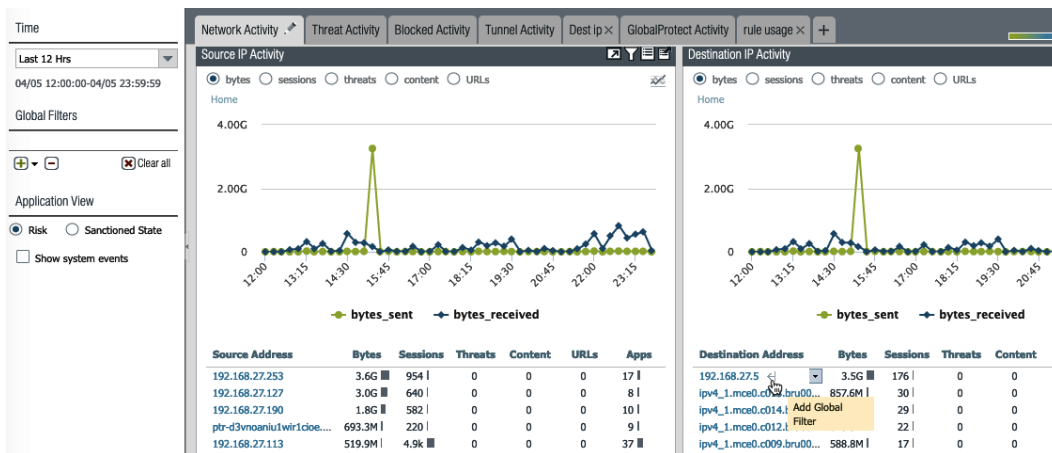 Time
Last 12 Hrs
04/05 12:00:00-04/05 23:59:59
Global Filters
Clear all
Application View
Risk Sanctioned State
Show system events
Network Activity Threat Activity Blocked Activity Tunnel Activity Dest ip × GlobalProtect Activity rule usage × +
Source IP Activity
bytes sessions threats content URLs
Home
4.00G
2.00G
0
12:00 13:15 14:30 15:45 17:00 18:15 19:30 20:45 22:00 23:15
bytes_sent bytes_received
Source Address Bytes Sessions Threats Content URLs Apps
192.168.27.253 3.6G 954 0 0 0 17
192.168.27.127 3.0G 640 0 0 0 8
192.168.27.190 1.8G 582 0 0 0 10
ptr-d3vnoaniu1wir1cioe.... 693.3M 220 0 0 0 9
192.168.27.113 519.9M 4.9k 0 0 0 37
Destination IP Activity
bytes sessions threats content URLs
Home
4.00G
2.00G
0
12:00 13:15 14:30 15:45 17:00 18:15 19:30 20:45
bytes_sent bytes_received
Destination Address Bytes Sessions Threats Content
192.168.27.5 3.5G 176 0 0
bru00... 857.6M 30 0 0
ipv4_1.mce0.c014.b 29 0 0
ipv4_1.mce0.c012.b 22 0 0
ipv4_1.mce0.c009.bru00... 588.8M 17 0 0
Add Global
Filter